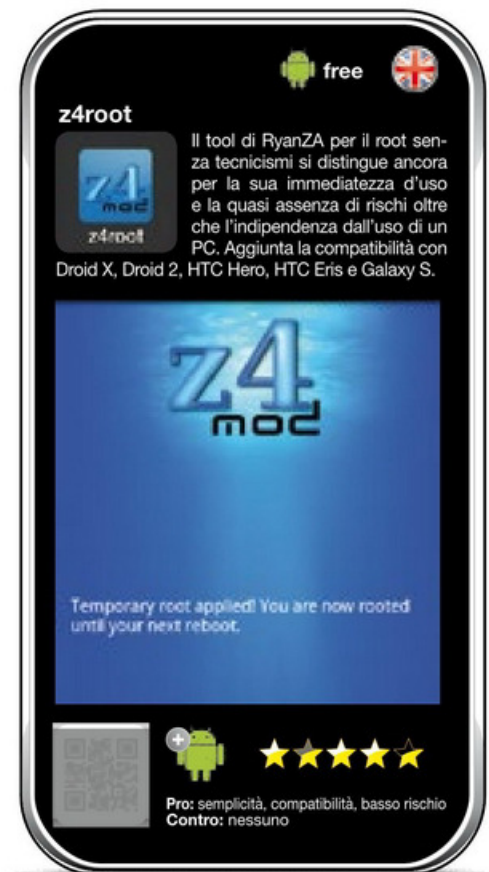 free
z4root
Il tool di RyanZA per il root sen-
za tecnicismi si distingue ancora
per la sua immediatezza d'uso
e la quasi assenza di rischi oltre
che l'indipendenza dall'uso di un
PC. Aggiunta la compatibilità con
Droid X, Droid 2, HTC Hero, HTC Eris e Galaxy S.
z4
mod
z4root
z4
mod
Temporary root applied! You are now rooted
until your next reboot.
Pro: semplicità, compatibilità, basso rischio
Contro: nessuno